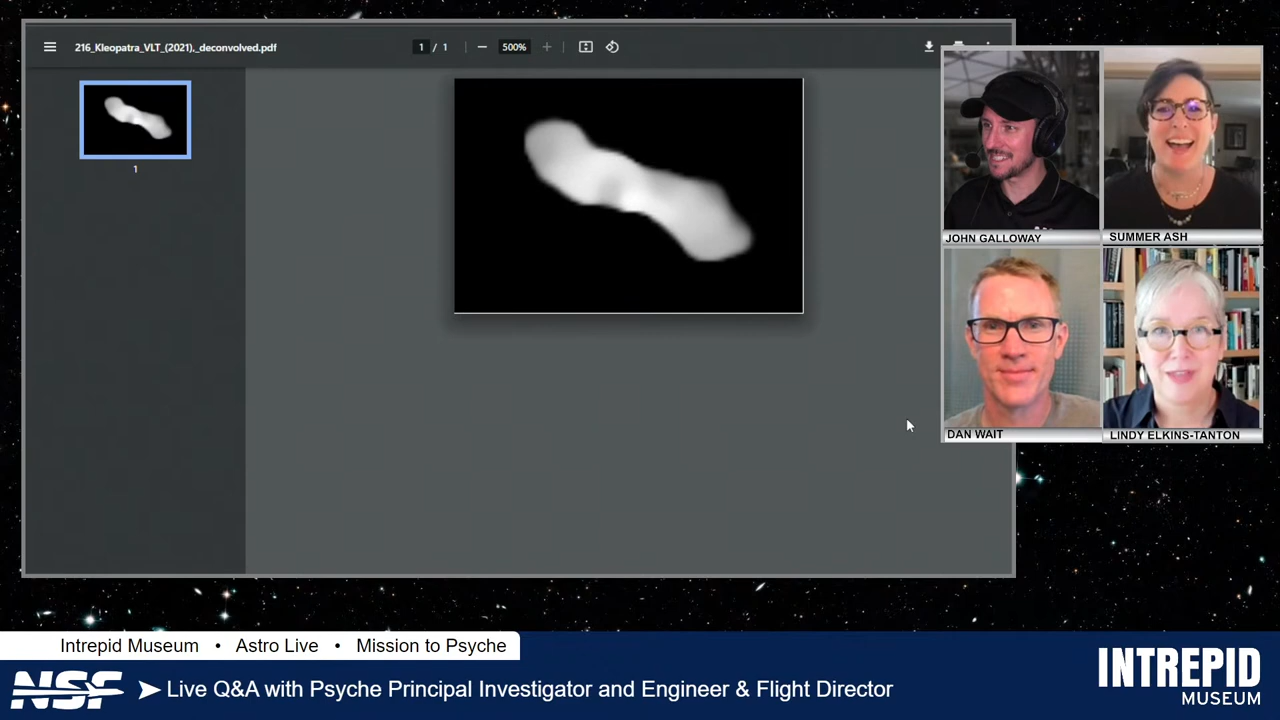 216_Kleopatra_VLT_(2021)._deconvolved.pdf
1 / 1
500%
1
JOHN GALLOWAY
SUMMER ASH
DAN WAIT
LINDY ELKINS-TANTON
Intrepid Museum • Astro Live • Mission to Psyche
NSF
Live Q&A with Psyche Principal Investigator and Engineer & Flight Director
INTREPID
MUSEUM